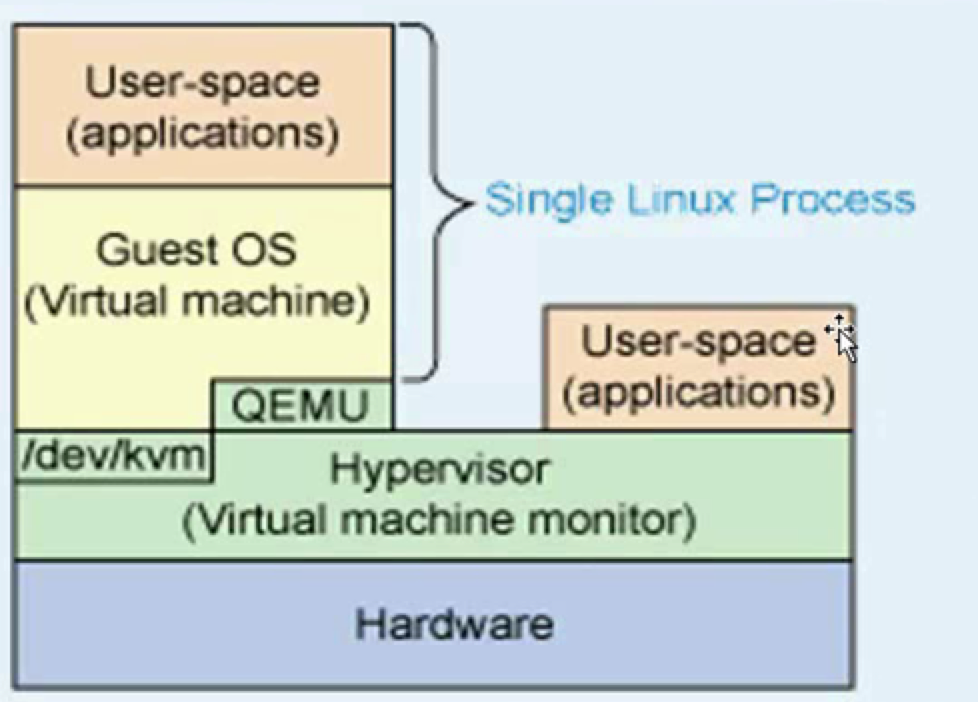 User-space
(applications)
Guest OS
(Virtual machine)
Single Linux Process
User-space
(applications)
QEMU
/dev/kvm
Hypervisor
(Virtual machine monitor)
Hardware